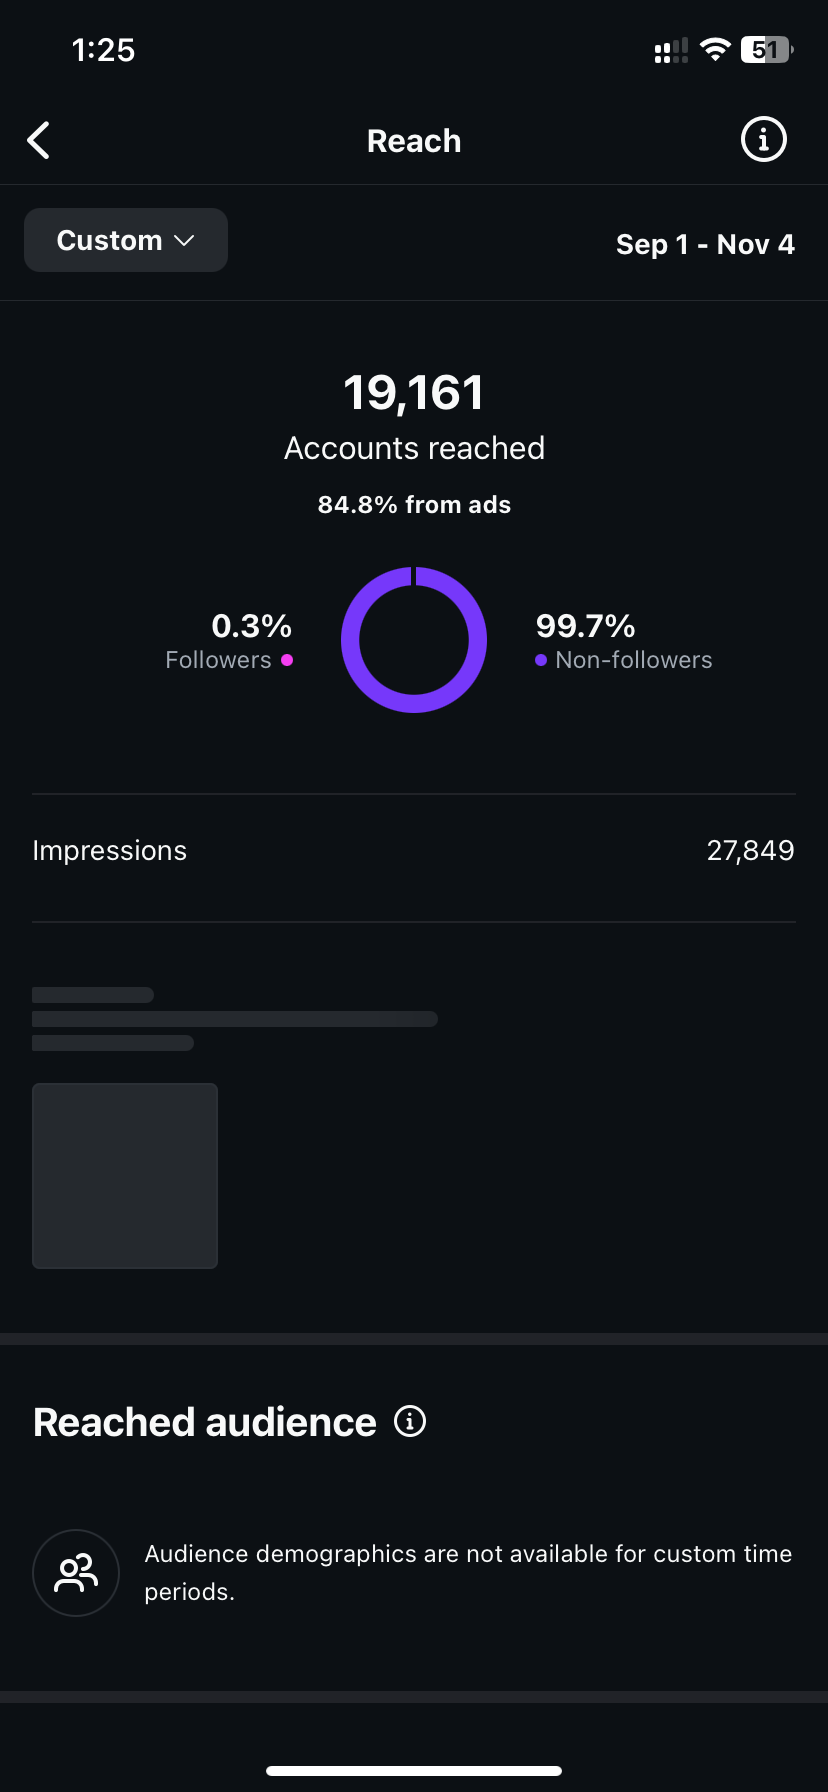 1:25
51
Reach
Custom
Sep 1 - Nov 4
19,161
Accounts reached
84.8% from ads
0.3%
Followers
99.7%
Non-followers
Impressions
27,849
Reached audience
Audience demographics are not available for custom time
periods.